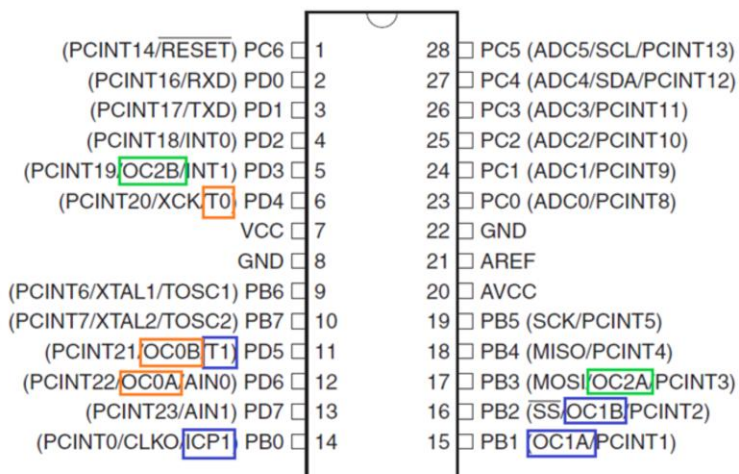 (PCINT14/RESET) PC6 1 28 PC5 (ADC5/SCL/PCINT13)
(PCINT16/RXD) PD0 2 27 PC4 (ADC4/SDA/PCINT12)
(PCINT17/TXD) PD1 3 26 PC3 (ADC3/PCINT11)
(PCINT18/INT0) PD2 4 25 PC2 (ADC2/PCINT10)
(PCINT19/OC2B/INT1) PD3 5 24 PC1 (ADC1/PCINT9)
(PCINT20/XCK/T0) PD4 6 23 PC0 (ADC0/PCINT8)
VCC 7 22 GND
GND 8 21 AREF
(PCINT6/XTAL1/TOSC1) PB6 9 20 AVCC
(PCINT7/XTAL2/TOSC2) PB7 10 19 PB5 (SCK/PCINT5)
(PCINT21/OC0B/T1) PD5 11 18 PB4 (MISO/PCINT4)
(PCINT22/OC0A/AIN0) PD6 12 17 PB3 (MOSI/OC2A/PCINT3)
(PCINT23/AIN1) PD7 13 16 PB2 (SS/OC1B/PCINT2)
(PCINT0/CLKO/ICP1) PB0 14 15 PB1 (OC1A/PCINT1)